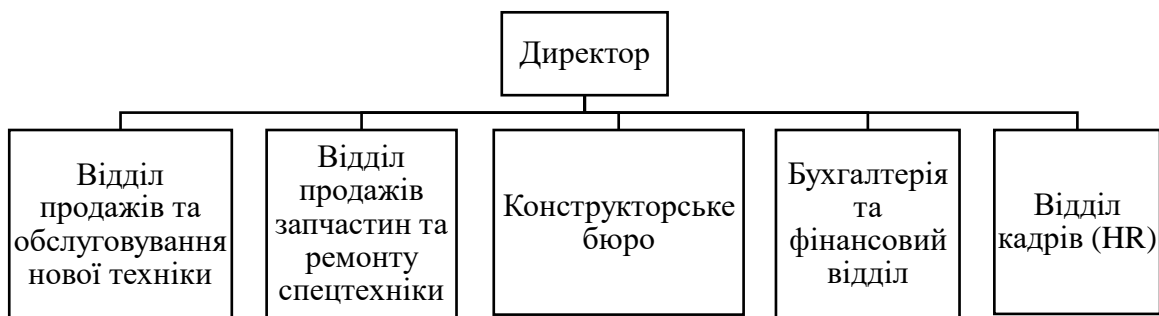 Директор
Відділ
продажів та
обслуговування
нової техніки
Відділ
продажів
запчастин та
ремонту
спецтехніки
Конструкторське
бюро
Бухгалтерія
та
фінансовий
відділ
Відділ
кадрів (HR)